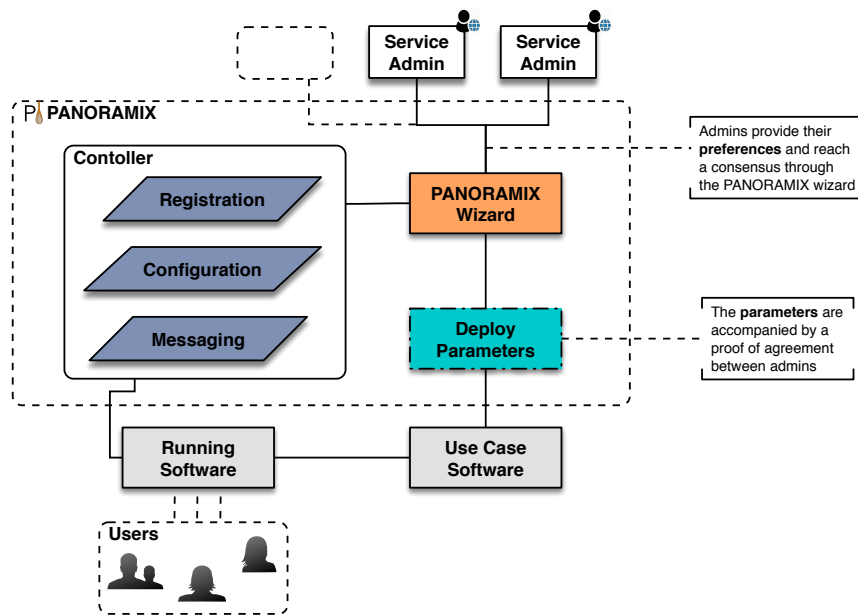 Service
Admin
Service
Admin
PANORAMIX
Contoller
Registration
Configuration
Messaging
PANORAMIX
Wizard
Deploy
Parameters
Admins provide their
preferences and reach
a consensus through
the PANORAMIX wizard
The parameters are
accompanied by a
proof of agreement
between admins
Running
Software
Use Case
Software
Users